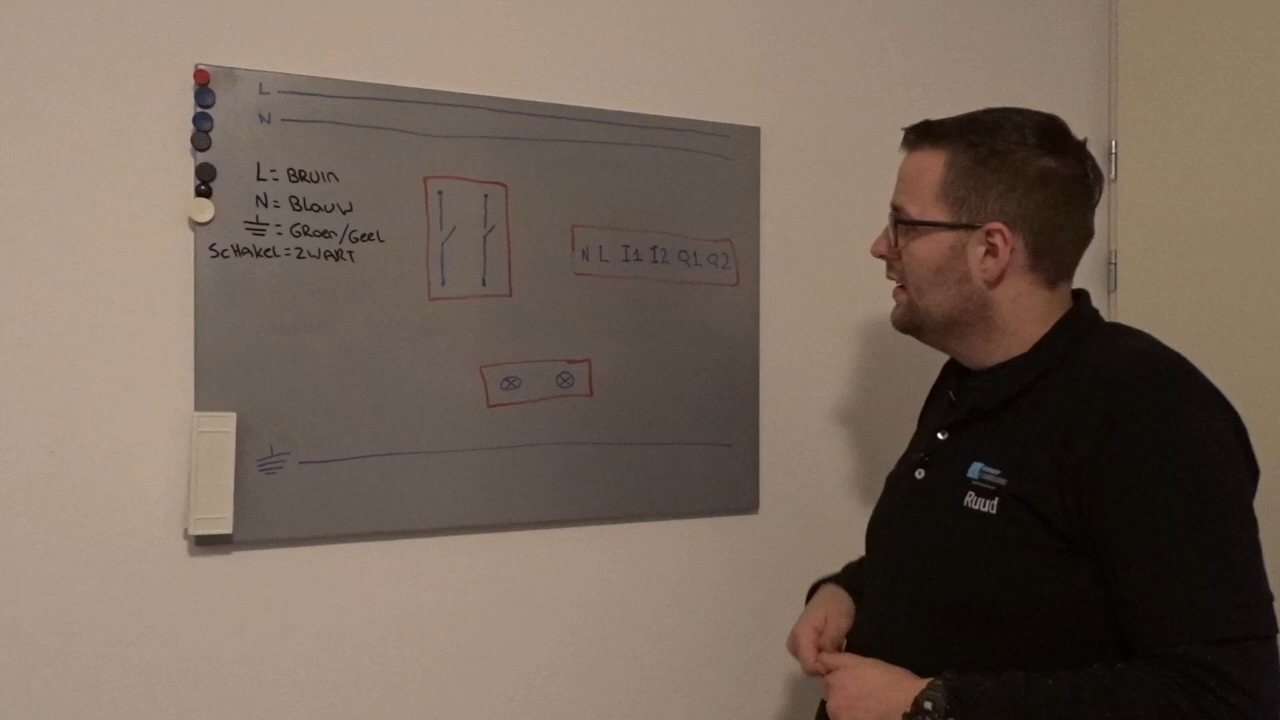 L
N
L= BRUIN
N= BLAUW
= GROEN/GEEL
SCHAKEL= ZWART
N L I1 I2 Q1 Q2
Ruud